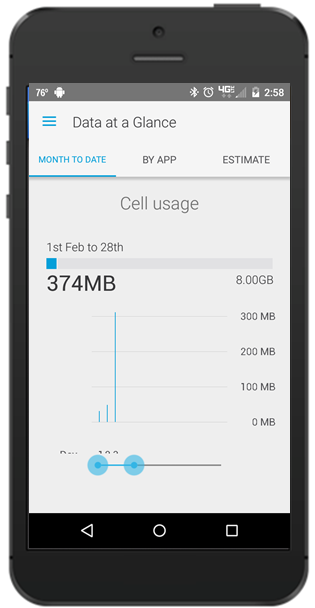 76° 4G 2:58
Data at a Glance
MONTH TO DATE BY APP ESTIMATE
Cell usage
1st Feb to 28th
374MB 8.00GB
300 MB
200 MB
100 MB
0 MB